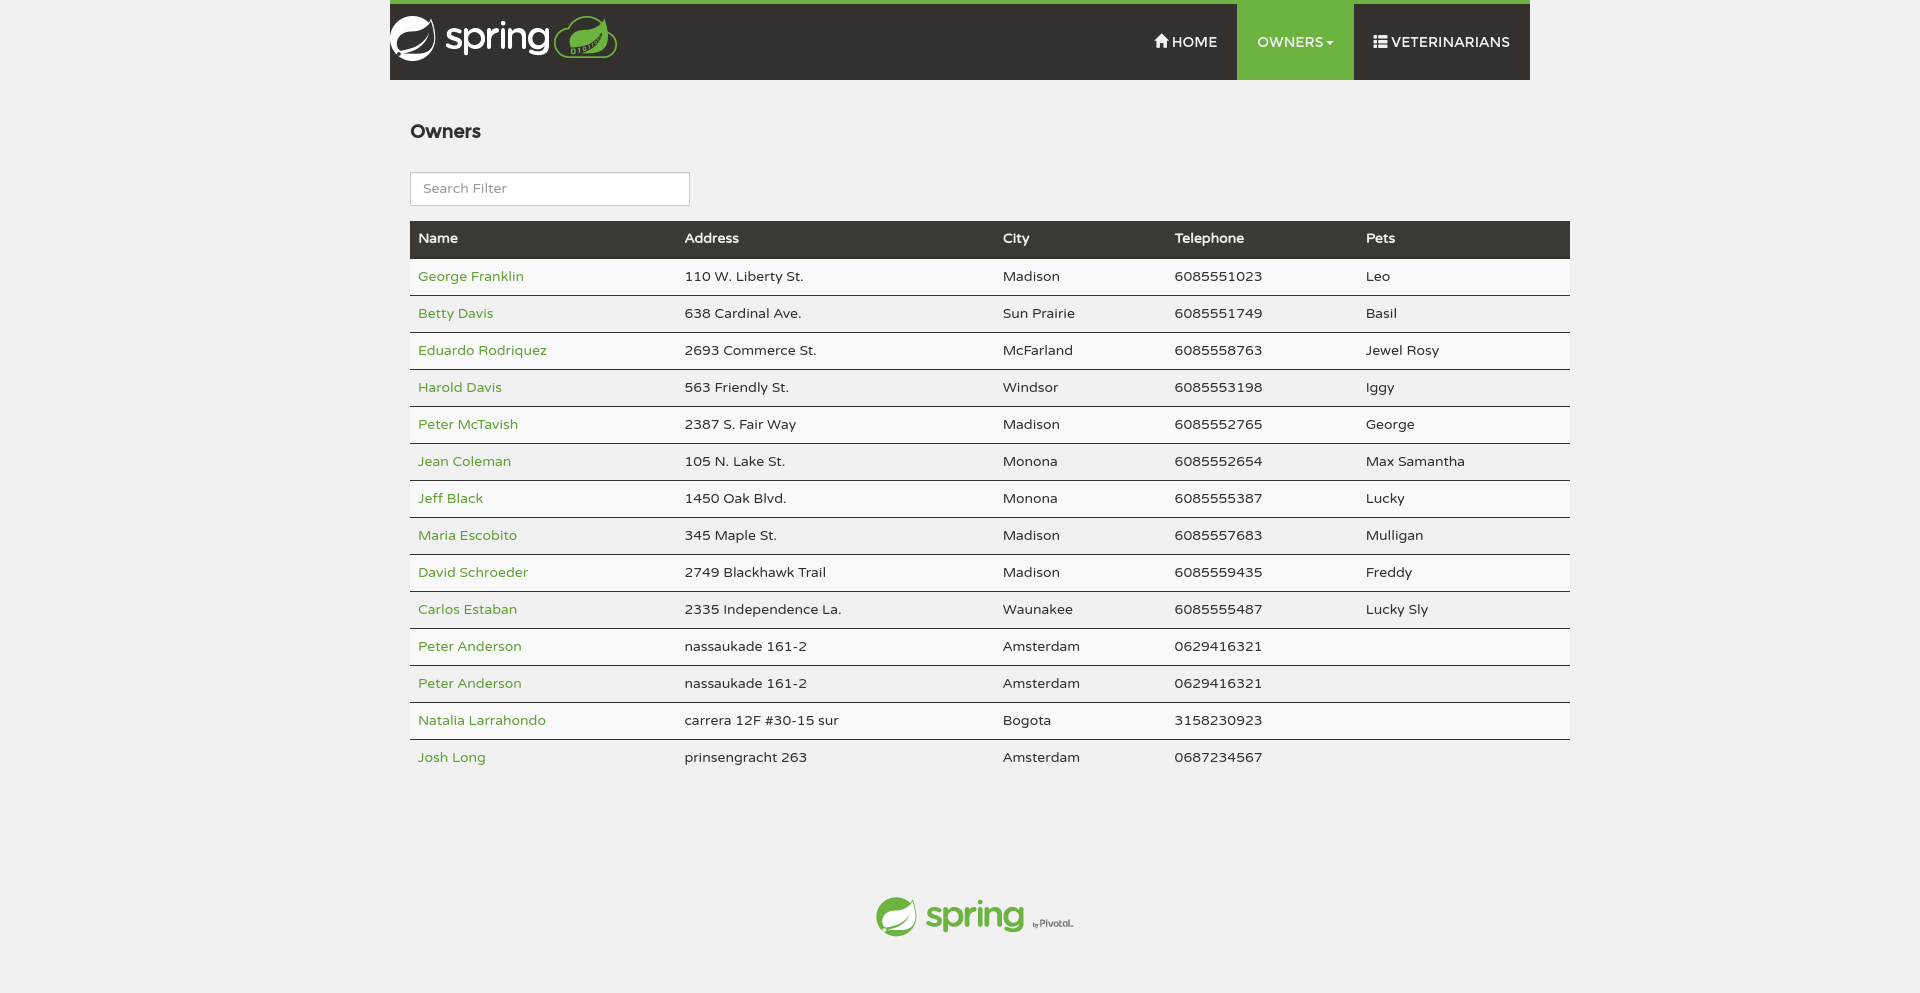 spring
HOME
OWNERS
VETERINARIANS
Owners
Search Filter
Name Address City Telephone Pets
George Franklin 110 W. Liberty St. Madison 6085551023 Leo
Betty Davis 638 Cardinal Ave. Sun Prairie 6085551749 Basil
Eduardo Rodriquez 2693 Commerce St. McFarland 6085558763 Jewel Rosy
Harold Davis 563 Friendly St. Windsor 6085553198 Iggy
Peter McTavish 2387 S. Fair Way Madison 6085552765 George
Jean Coleman 105 N. Lake St. Monona 6085552654 Max Samantha
Jeff Black 1450 Oak Blvd. Monona 6085555387 Lucky
Maria Escobito 345 Maple St. Madison 6085557683 Mulligan
David Schroeder 2749 Blackhawk Trail Madison 6085559435 Freddy
Carlos Estaban 2335 Independence La. Waunakee 6085555487 Lucky Sly
Peter Anderson nassaukade 161-2 Amsterdam 0629416321
Peter Anderson nassaukade 161-2 Amsterdam 0629416321
Natalia Larrahondo carrera 12F #30-15 sur Bogota 3158230923
Josh Long prinsengracht 263 Amsterdam 0687234567
spring by Pivotal